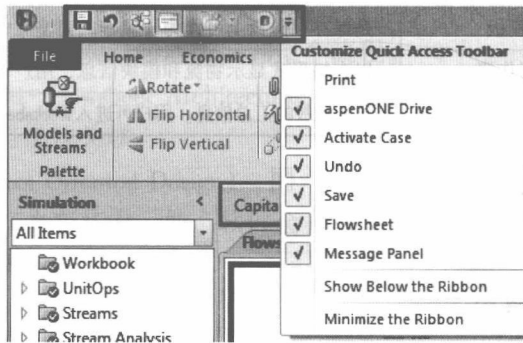 Customize Quick Access Toolbar
File
Home
Economics
Rotate
Flip Horizontal
Flip Vertical
Models and
Streams
Palette
Print
aspenONE Drive
Activate Case
Undo
Save
Flowsheet
Message Panel
Show Below the Ribbon
Minimize the Ribbon
Simulation
Capita
All Items
Flows
Workbook
UnitOps
Streams
Stream Analysis